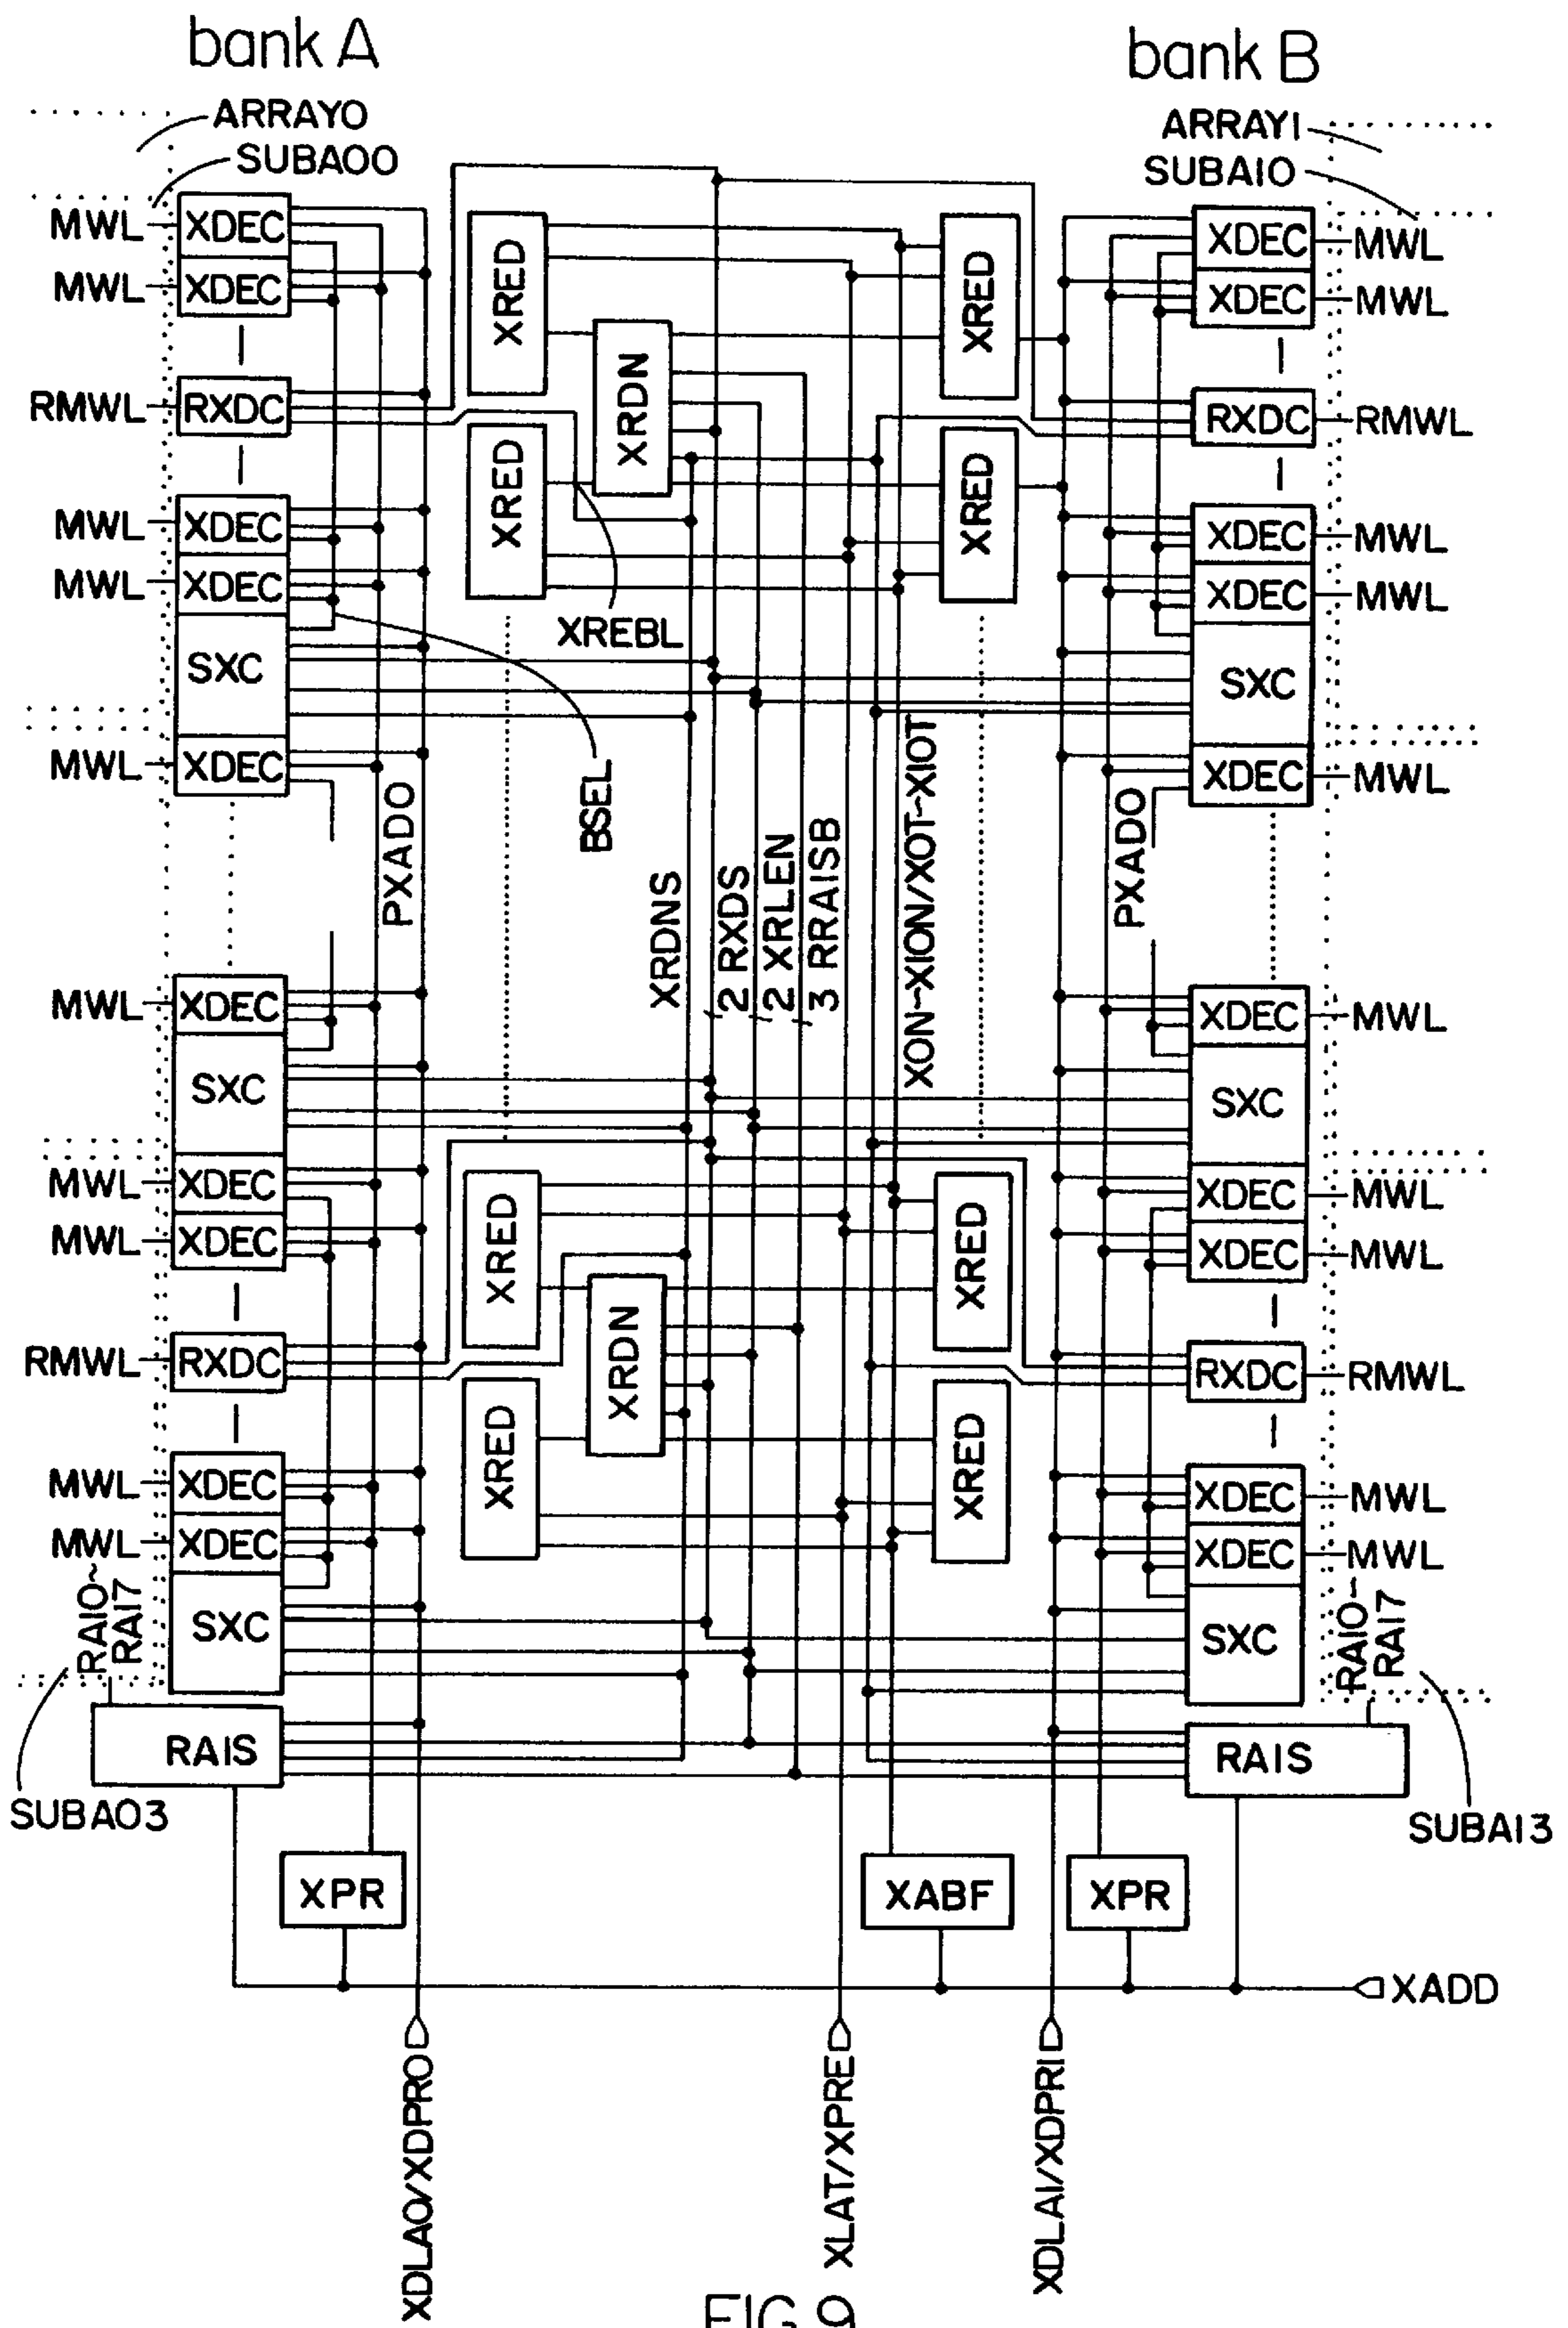 bank A
bank B
ARRAY0
SUBA00
ARRAY1
SUBA10
MWL
XDEC
MWL
XDEC
RMWL
RXDC
MWL
XDEC
MWL
XDEC
SXC
MWL
XDEC
PXADO
MWL
XDEC
SXC
MWL
XDEC
MWL
XDEC
RMWL
RXDC
MWL
XDEC
MWL
XDEC
SXC
RAI0~
RAI7
RAIS
SUBA03
XPR
XRED
XRED
XRDN
XRED
XRED
XREBL
BSEL
XRDNS
2 RXDS
2 XRLEN
3 RRAISB
X0N~XION/X0T~XIOT
XRED
XRED
XRDN
XRED
XRED
XDEC
MWL
XDEC
MWL
RXDC
RMWL
XDEC
MWL
XDEC
MWL
SXC
XDEC
MWL
PXADO
XDEC
MWL
SXC
XDEC
MWL
XDEC
MWL
RXDC
RMWL
XDEC
MWL
XDEC
MWL
SXC
RAI0~
RAI7
RAIS
SUBA13
XABF
XPR
XADD
XDLA0/XDPR0
XLAT/XPRE
XDLA1/XDPR1
FIG.9